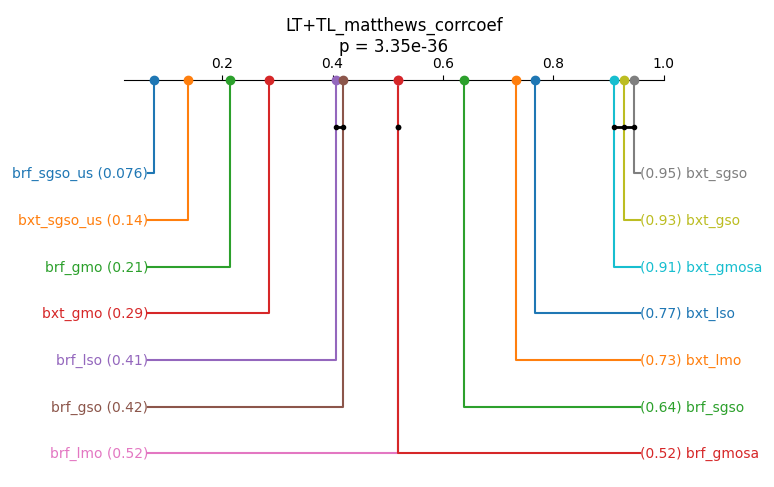 LT+TL_matthews_corrcoef
p = 3.35e-36
0.2 0.4 0.6 0.8 1.0
brf_sgso_us (0.076) (0.95) bxt_sgso
bxt_sgso_us (0.14) (0.93) bxt_gso
brf_gmo (0.21) (0.91) bxt_gmosa
bxt_gmo (0.29) (0.77) bxt_lso
brf_lso (0.41) (0.73) bxt_lmo
brf_gso (0.42) (0.64) brf_sgso
brf_lmo (0.52) (0.52) brf_gmosa